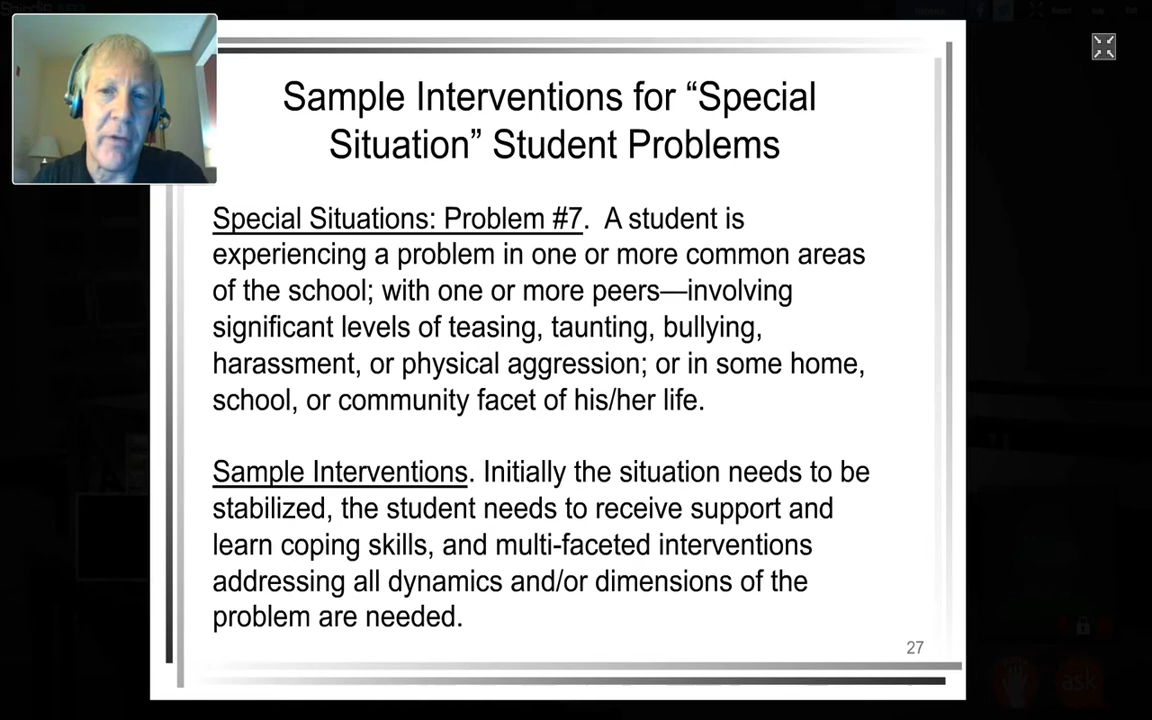 Sample Interventions for “Special
Situation” Student Problems
Special Situations: Problem #7.  A student is
experiencing a problem in one or more common areas
of the school; with one or more peers—involving
significant levels of teasing, taunting, bullying,
harassment, or physical aggression; or in some home,
school, or community facet of his/her life.
Sample Interventions. Initially the situation needs to be
stabilized, the student needs to receive support and
learn coping skills, and multi-faceted interventions
addressing all dynamics and/or dimensions of the
problem are needed.
27
ask